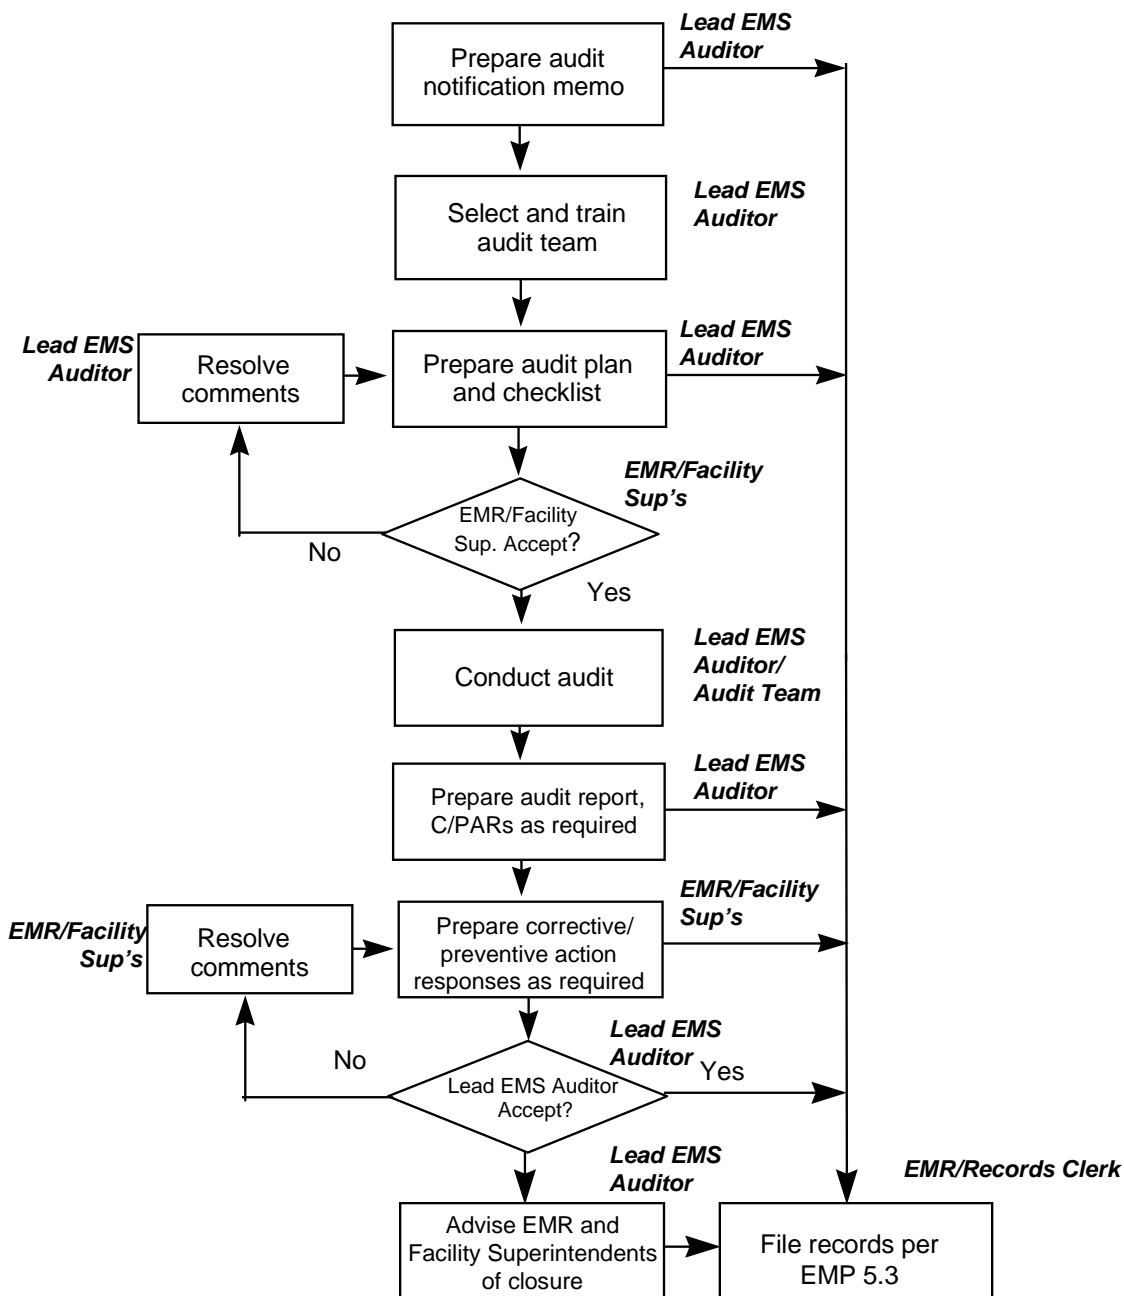 Prepare audit
notification memo
Lead EMS
Auditor
Select and train
audit team
Lead EMS
Auditor
Lead EMS
Auditor
Resolve
comments
Prepare audit plan
and checklist
Lead EMS
Auditor
EMR/Facility
Sup. Accept?
EMR/Facility
Sup's
No
Yes
Conduct audit
Lead EMS
Auditor/
Audit Team
Prepare audit report,
C/PARs as required
Lead EMS
Auditor
EMR/Facility
Sup's
Resolve
comments
Prepare corrective/
preventive action
responses as required
EMR/Facility
Sup's
No
Lead EMS Auditor
Accept?
Lead EMS
Auditor
Yes
Lead EMS
Auditor
Advise EMR and
Facility Superintendents
of closure
EMR/Records Clerk
File records per
EMP 5.3